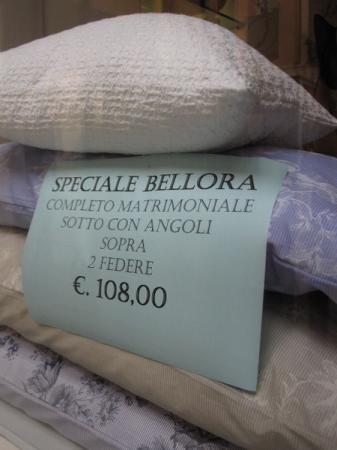 SPECIALE BELLORA
COMPLETO MATRIMONIALE
SOTTO CON ANGOLI
SOPRA
2 FEDERE
€. 108,00